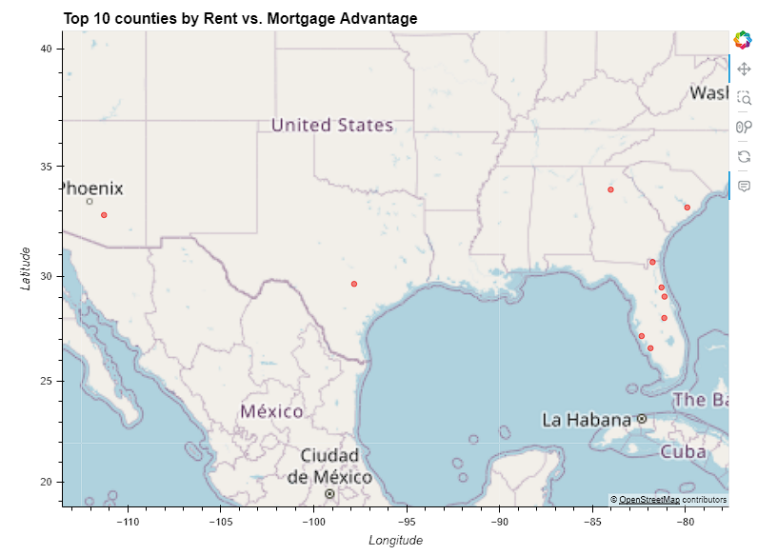 Top 10 counties by Rent vs. Mortgage Advantage
40
Wash
United States
35
Phoenix
30
Latitude
25
The Ba
México
La Habana
Cuba
Ciudad
de México
20
© OpenStreetMap contributors
−110
−105
−100
−95
−90
−85
−80
Longitude